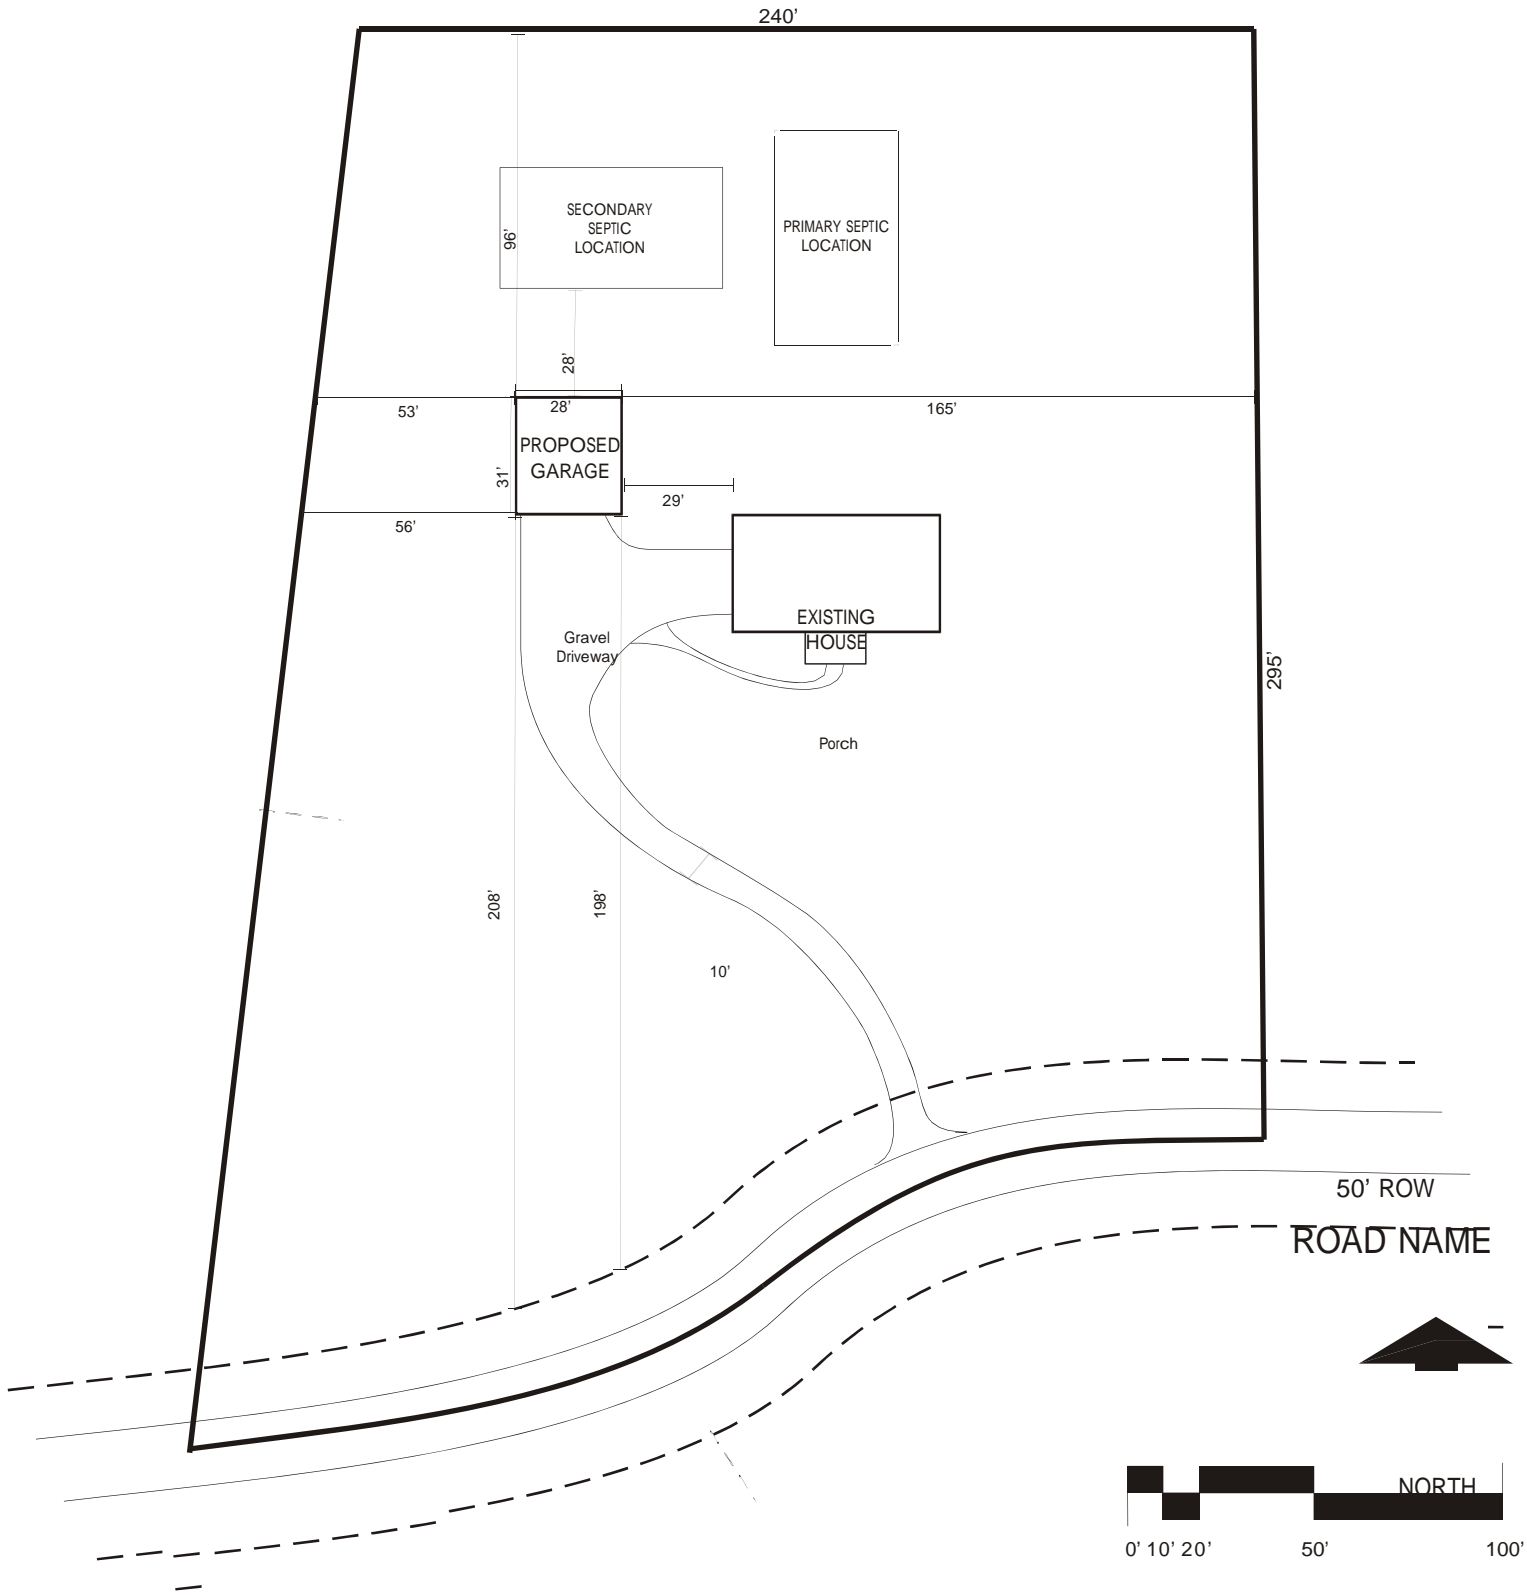 240'
SECONDARY
SEPTIC
LOCATION
96'
PRIMARY SEPTIC
LOCATION
28'
53'
28'
165'
PROPOSED
GARAGE
31'
29'
56'
EXISTING
HOUSE
Gravel
Driveway
295'
Porch
208'
198'
10'
50' ROW
ROAD NAME
NORTH
0' 10' 20' 50' 100'